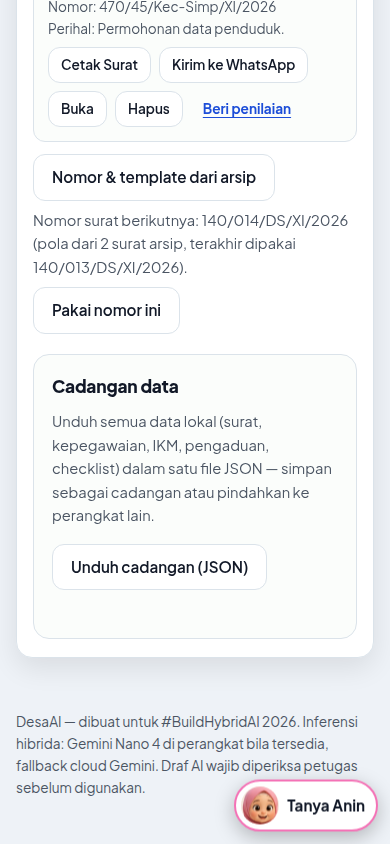 Nomor: 470/45/Kec-Simp/XI/2026
Perihal: Permohonan data penduduk.
Cetak Surat
Kirim ke WhatsApp
Buka
Hapus
Beri penilaian
Nomor & template dari arsip
Nomor surat berikutnya: 140/014/DS/XI/2026
(pola dari 2 surat arsip, terakhir dipakai
140/013/DS/XI/2026).
Pakai nomor ini
Cadangan data
Unduh semua data lokal (surat,
kepegawaian, IKM, pengaduan,
checklist) dalam satu file JSON — simpan
sebagai cadangan atau pindahkan ke
perangkat lain.
Unduh cadangan (JSON)
DesaAI — dibuat untuk #BuildHybridAI 2026. Inferensi
hibrida: Gemini Nano 4 di perangkat bila tersedia,
fallback cloud Gemini. Draf AI wajib diperiksa petugas
sebelum digunakan.
Tanya Anin